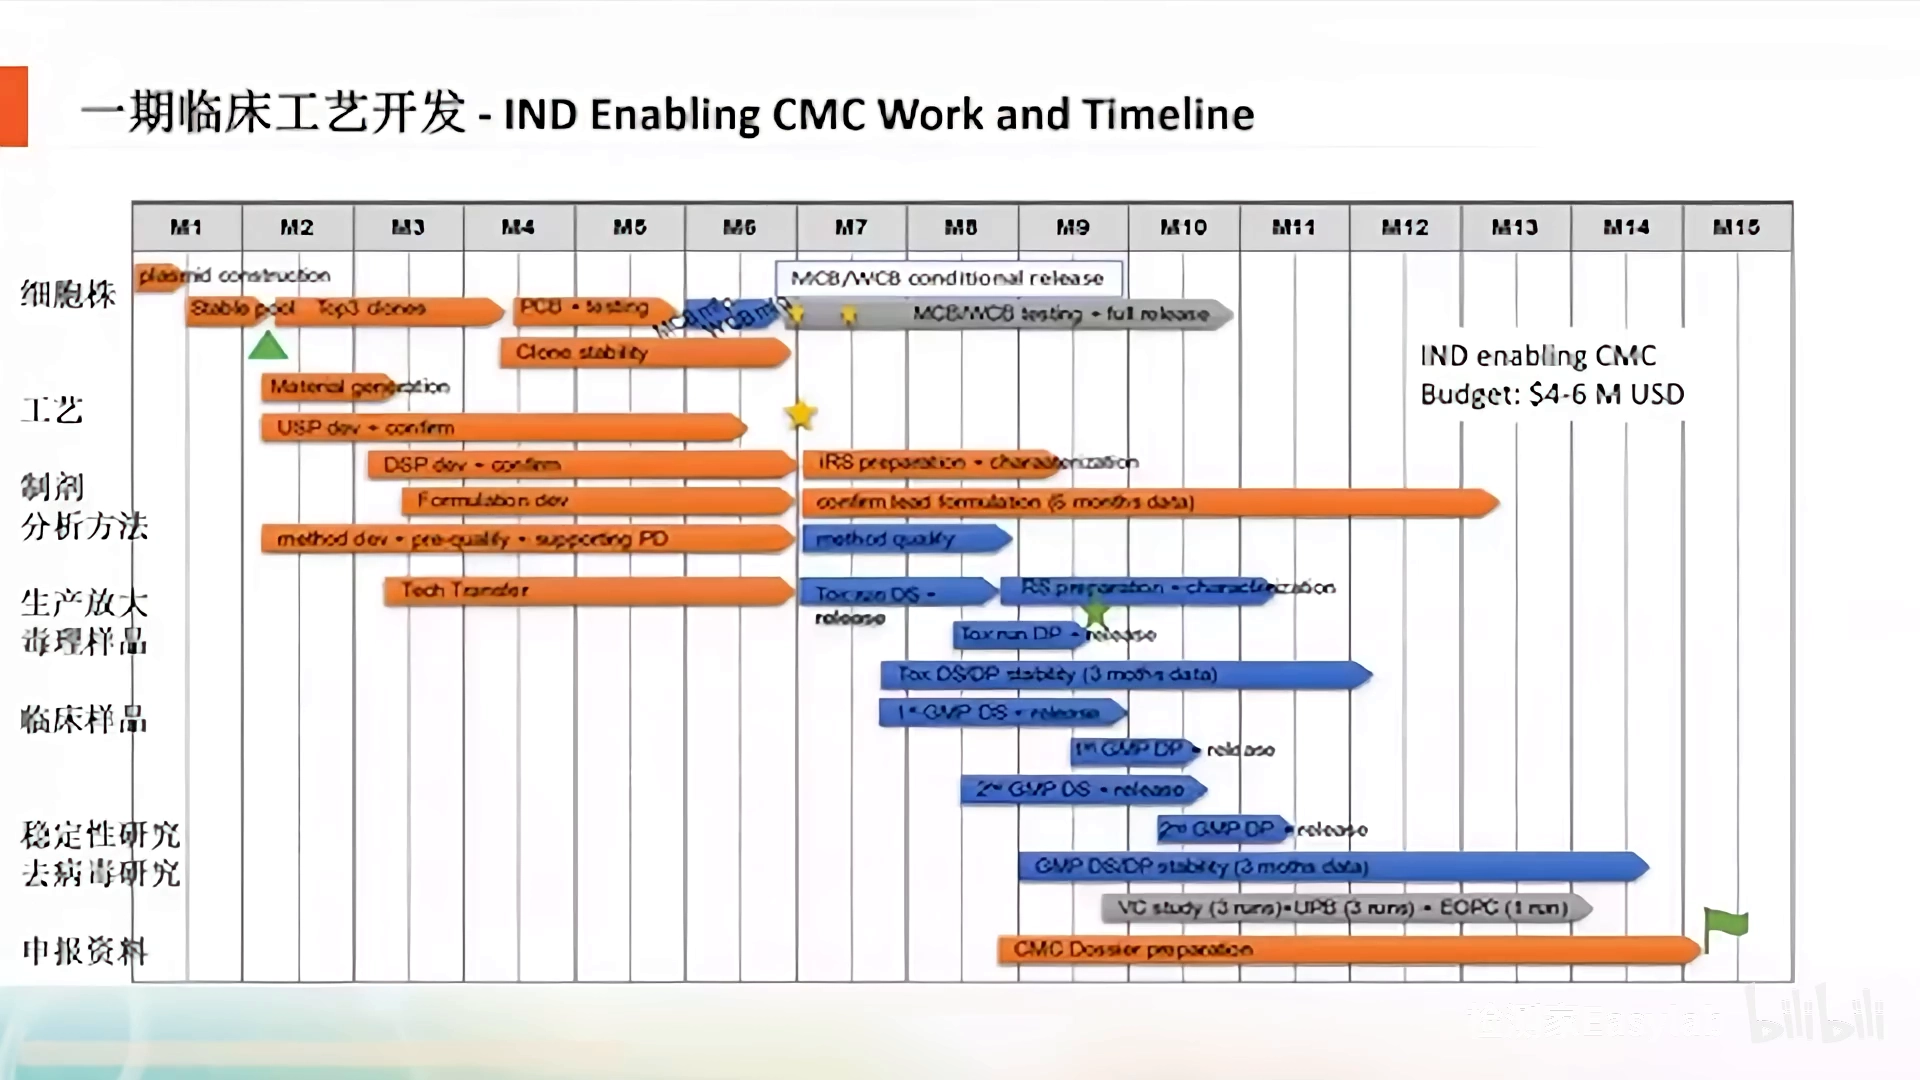 一期临床工艺开发 - IND Enabling CMC Work and Timeline
M1 M2 M3 M4 M5 M6 M7 M8 M9 M10 M11 M12 M13 M14 M15
细胞株
plasmid construction
MCB/WCB conditional release
Stable pool
Top3 clones
PCB + testing
MCB mfg
WCB mfg
MCB/WCB testing + full release
Clone stability
IND enabling CMC
Budget: $4-6 M USD
工艺
Material generation
USP dev + confirm
DSP dev + confirm
IRS preparation + characterization
制剂
Formulation dev
confirm lead formulation (6 months data)
分析方法
method dev + pre-qualify + supporting PD
method qualify
生产放大
Tech Transfer
Tox run DS +
release
RS preparation + characterization
毒理样品
Tox run DP + release
Tox DS/DP stability (3 moths data)
临床样品
1st GMP DS + release
1st GMP DP + release
2nd GMP DS + release
稳定性研究
2nd GMP DP + release
去病毒研究
GMP DS/DP stability (3 moths data)
VC study (3 runs)+UPB (3 runs) + EOPC (1 run)
申报资料
CMC Dossier preparation
Easylab
bilibili